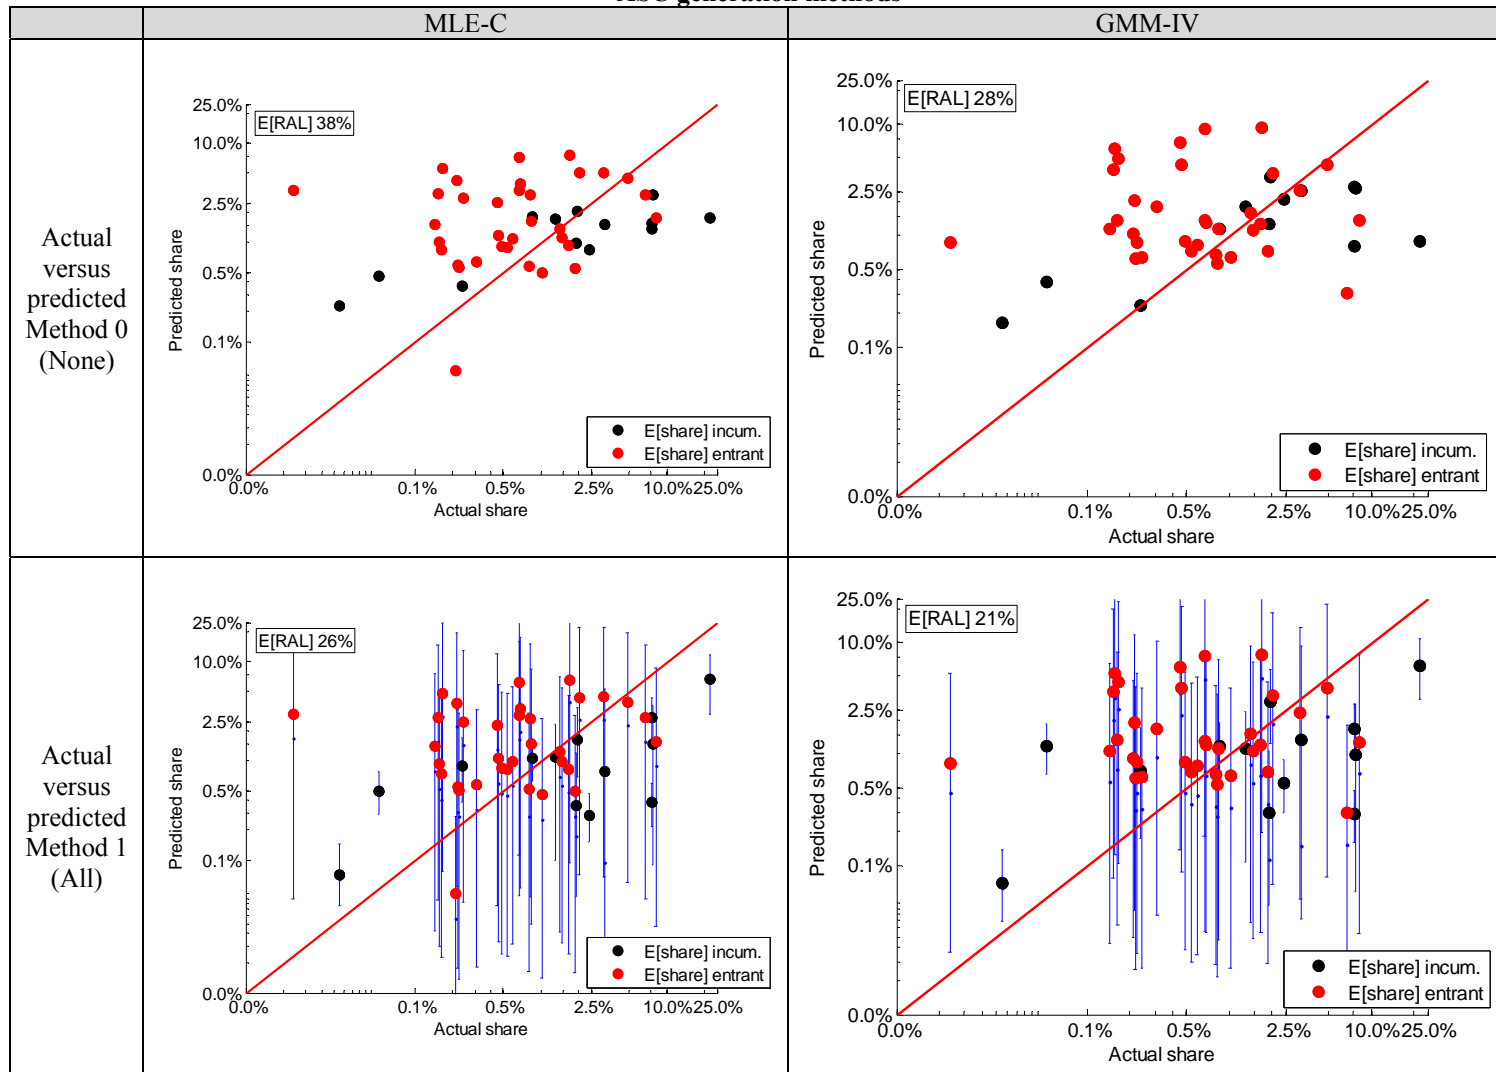 ASC generation methods
MLE-C
GMM-IV
Actual
versus
predicted
Method 0
(None)
25.0%
10.0%
2.5%
0.5%
0.1%
0.0%
Predicted share
E[RAL] 38%
E[share] incum.
E[share] entrant
0.0%
0.1%
0.5%
2.5%
10.0%
25.0%
Actual share
25.0%
10.0%
2.5%
0.5%
0.1%
0.0%
Predicted share
E[RAL] 28%
E[share] incum.
E[share] entrant
0.0%
0.1%
0.5%
2.5%
10.0%
25.0%
Actual share
Actual
versus
predicted
Method 1
(All)
25.0%
10.0%
2.5%
0.5%
0.1%
0.0%
Predicted share
E[RAL] 26%
E[share] incum.
E[share] entrant
0.0%
0.1%
0.5%
2.5%
10.0%
25.0%
Actual share
25.0%
10.0%
2.5%
0.5%
0.1%
0.0%
Predicted share
E[RAL] 21%
E[share] incum.
E[share] entrant
0.0%
0.1%
0.5%
2.5%
10.0%
25.0%
Actual share